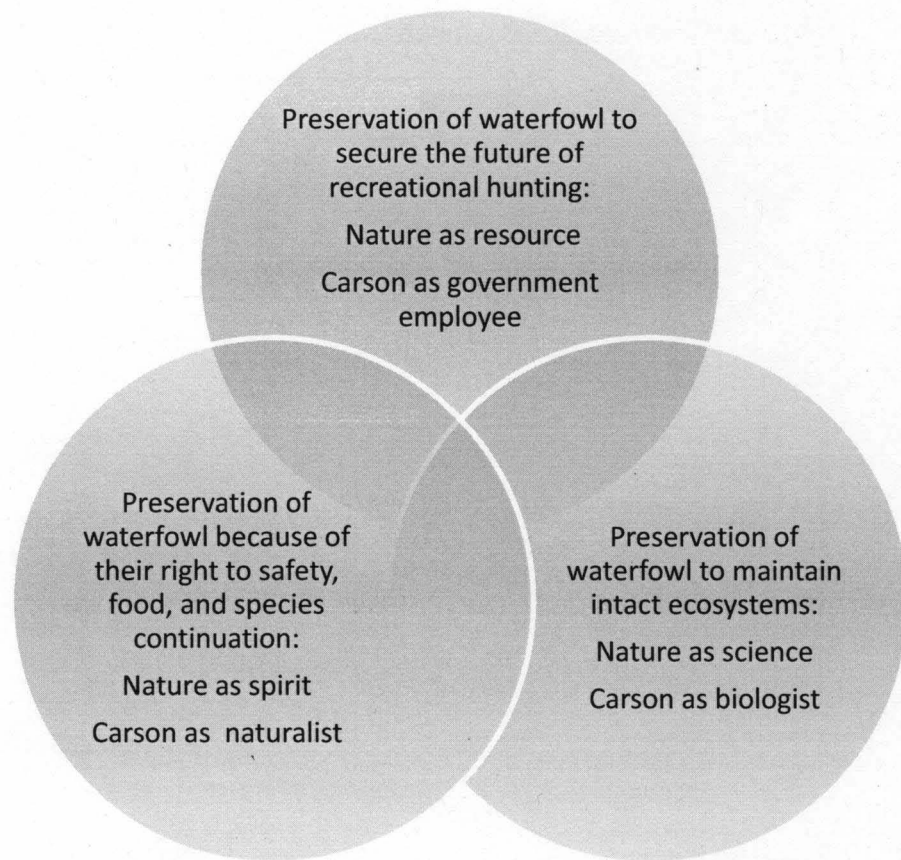 Preservation of waterfowl to
secure the future of
recreational hunting:
Nature as resource
Carson as government
employee
Preservation of
waterfowl because of
their right to safety,
food, and species
continuation:
Nature as spirit
Carson as naturalist
Preservation of
waterfowl to maintain
intact ecosystems:
Nature as science
Carson as biologist